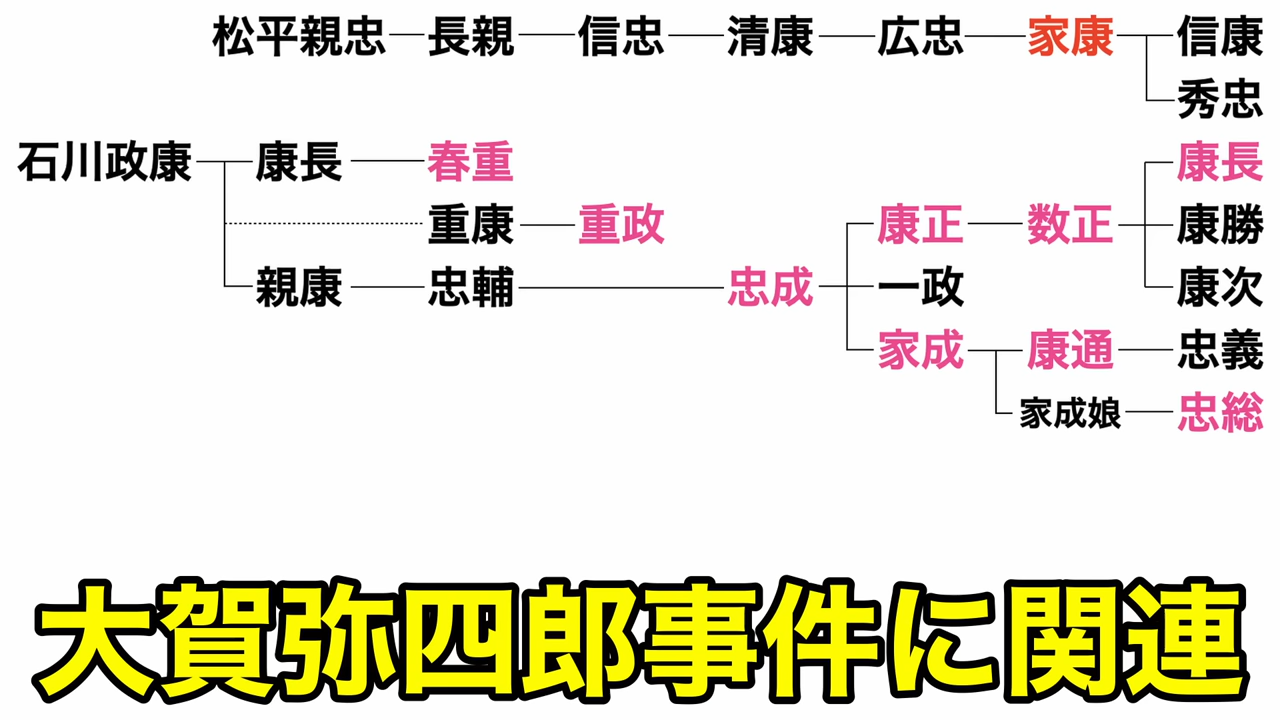 松平親忠 長親 信忠 清康 広忠 家康 信康
秀忠
石川政康 康長 春重 康長
重康 重政 康正 数正 康勝
親康 忠輔 忠成 一政 康次
家成 康通 忠義
家成娘 忠総
大賀弥四郎事件に関連